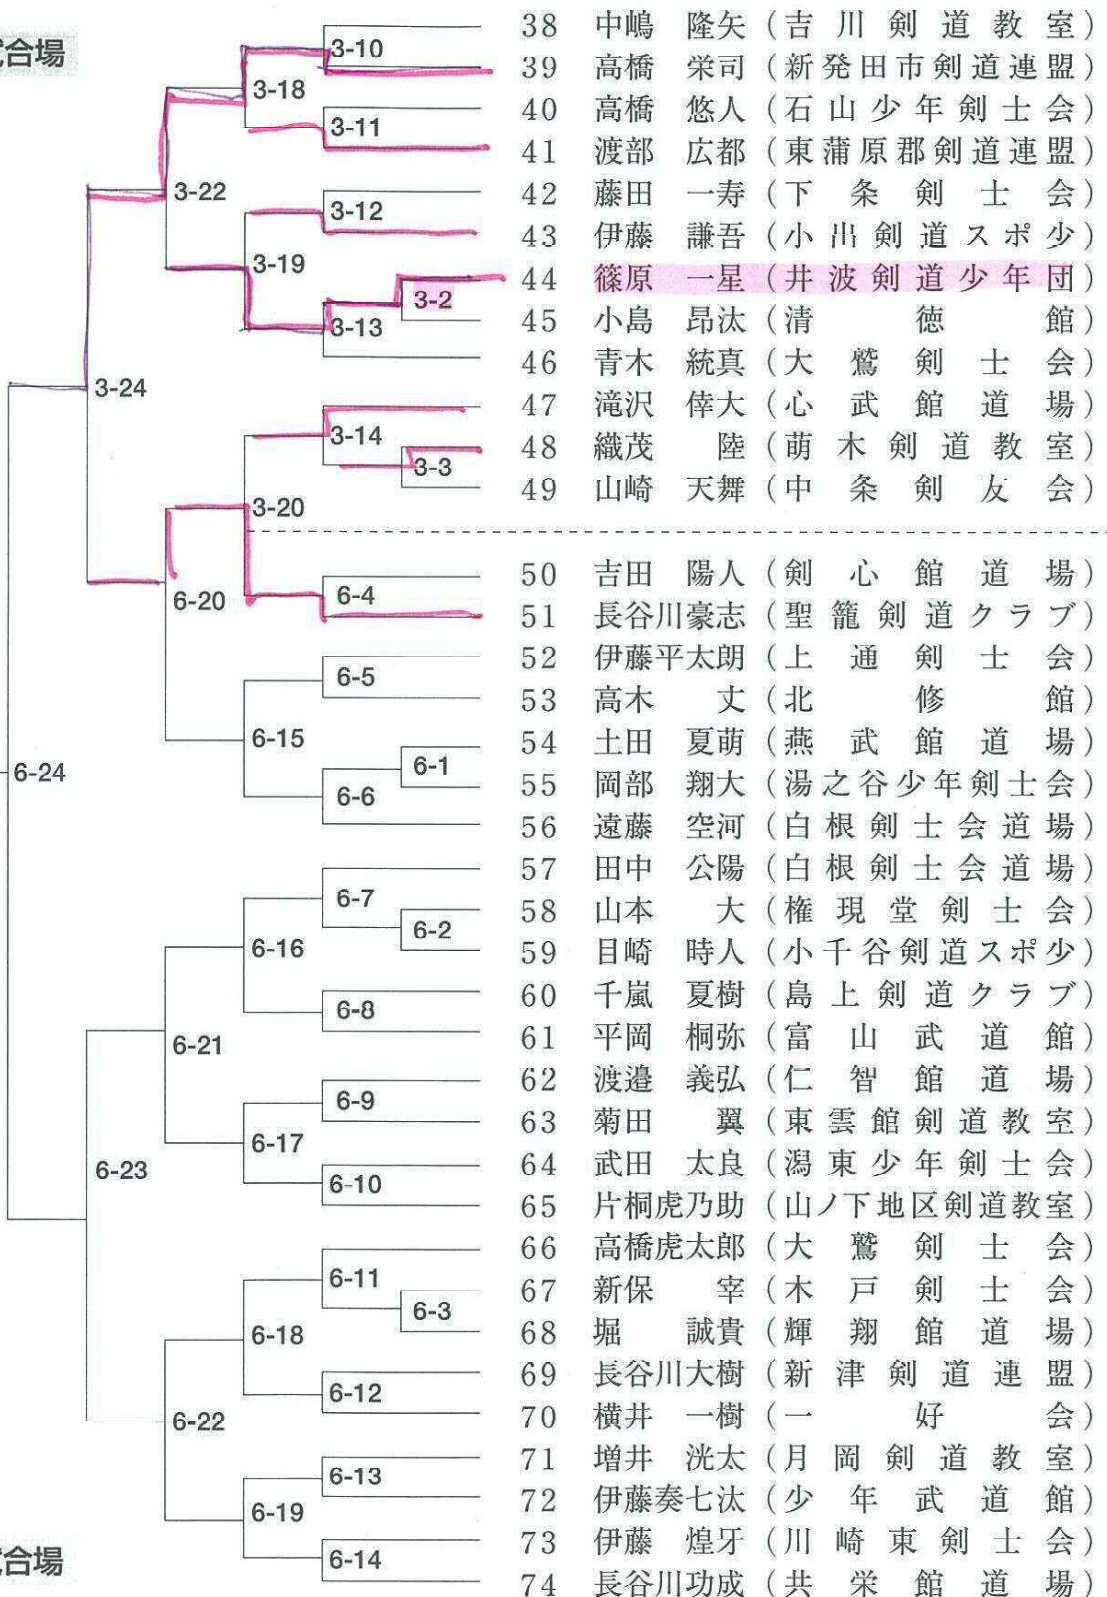 合場
38 中嶋 隆矢 (吉川剣道教室)
3-10
39 高橋 栄司 (新発田市剣道連盟)
3-18
40 高橋 悠人 (石山少年剣士会)
3-11
41 渡部 広都 (東蒲原郡剣道連盟)
3-22
42 藤田 一寿 (下条剣士会)
3-12
43 伊藤 謙吾 (小出剣道スポ少)
3-19
44 篠原 一星 (井波剣道少年団)
3-2
3-13
45 小島 昂汰 (清徳館)
46 青木 統真 (大鷲剣士会)
3-24
47 滝沢 倖大 (心武館道場)
3-14
48 織茂 陸 (萌木剣道教室)
3-3
49 山崎 天舞 (中条剣友会)
3-20
50 吉田 陽人 (剣心館道場)
6-20
6-4
51 長谷川豪志 (聖籠剣道クラブ)
52 伊藤平太朗 (上通剣士会)
6-5
53 高木 丈 (北修館)
6-15
54 土田 夏萌 (燕武館道場)
6-1
6-24
55 岡部 翔大 (湯之谷少年剣士会)
6-6
56 遠藤 空河 (白根剣士会道場)
57 田中 公陽 (白根剣士会道場)
6-7
58 山本 大 (権現堂剣士会)
6-2
6-16
59 目崎 時人 (小千谷剣道スポ少)
60 千嵐 夏樹 (島上剣道クラブ)
6-8
61 平岡 桐弥 (富山武道館)
6-21
62 渡邉 義弘 (仁智館道場)
6-9
63 菊田 翼 (東雲館剣道教室)
6-17
64 武田 太良 (潟東少年剣士会)
6-23
6-10
65 片桐虎乃助 (山ノ下地区剣道教室)
66 高橋虎太郎 (大鷲剣士会)
6-11
67 新保 宰 (木戸剣士会)
6-3
68 堀 誠貴 (輝翔館道場)
6-18
69 長谷川大樹 (新津剣道連盟)
6-12
70 横井 一樹 (一好会)
6-22
71 増井 洸太 (月岡剣道教室)
6-13
72 伊藤奏七汰 (少年武道館)
6-19
73 伊藤 煌牙 (川崎東剣士会)
6-14
合場
74 長谷川功成 (共栄館道場)